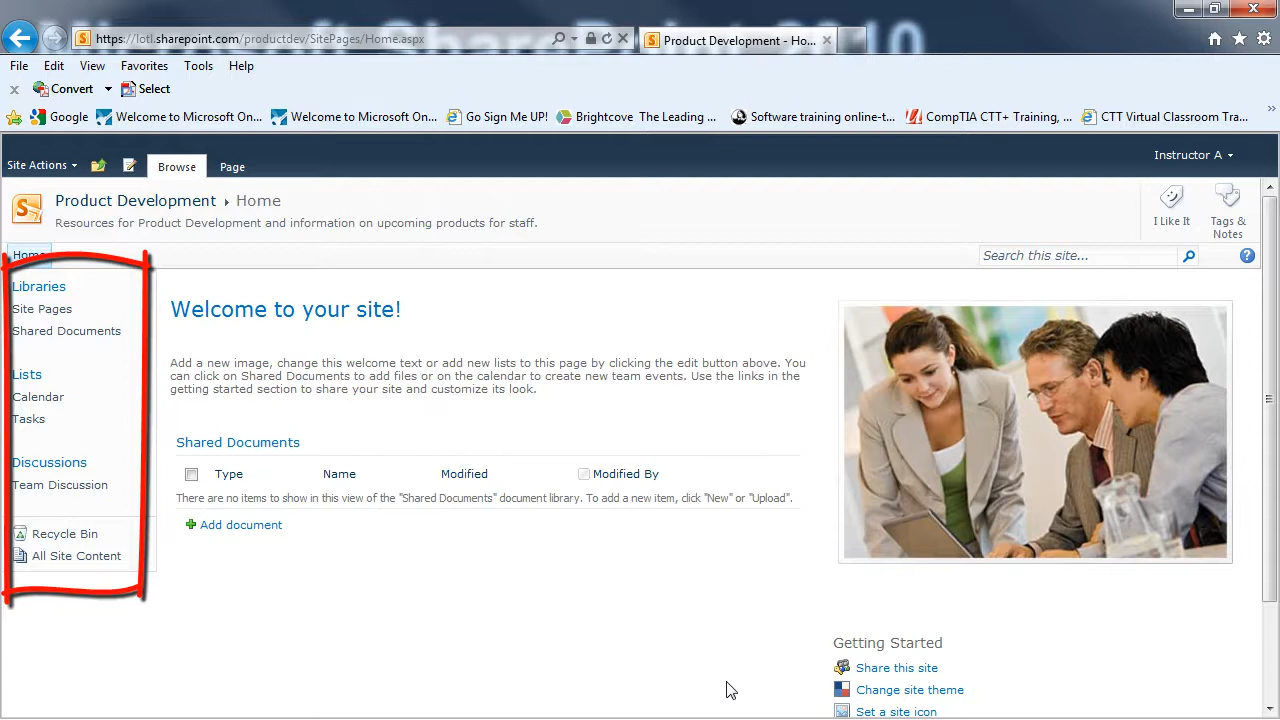 https://lotl.sharepoint.com/productdev/SitePages/Home.aspx
Product Development - Ho...
File Edit View Favorites Tools Help
x Convert Select
Google Welcome to Microsoft On... Welcome to Microsoft On... Go Sign Me UP! Brightcove The Leading ... Software training online-t... CompTIA CTT+ Training, ... CTT Virtual Classroom Tra...
Site Actions Browse Page Instructor A
Product Development Home
Resources for Product Development and information on upcoming products for staff.
I Like It
Tags & Notes
Home
Search this site...
Libraries
Site Pages
Shared Documents
Lists
Calendar
Tasks
Discussions
Team Discussion
Recycle Bin
All Site Content
Welcome to your site!
Add a new image, change this welcome text or add new lists to this page by clicking the edit button above. You
can click on Shared Documents to add files or on the calendar to create new team events. Use the links in the
getting started section to share your site and customize its look.
Shared Documents
Type Name Modified Modified By
There are no items to show in this view of the "Shared Documents" document library. To add a new item, click "New" or "Upload".
Add document
Getting Started
Share this site
Change site theme
Set a site icon